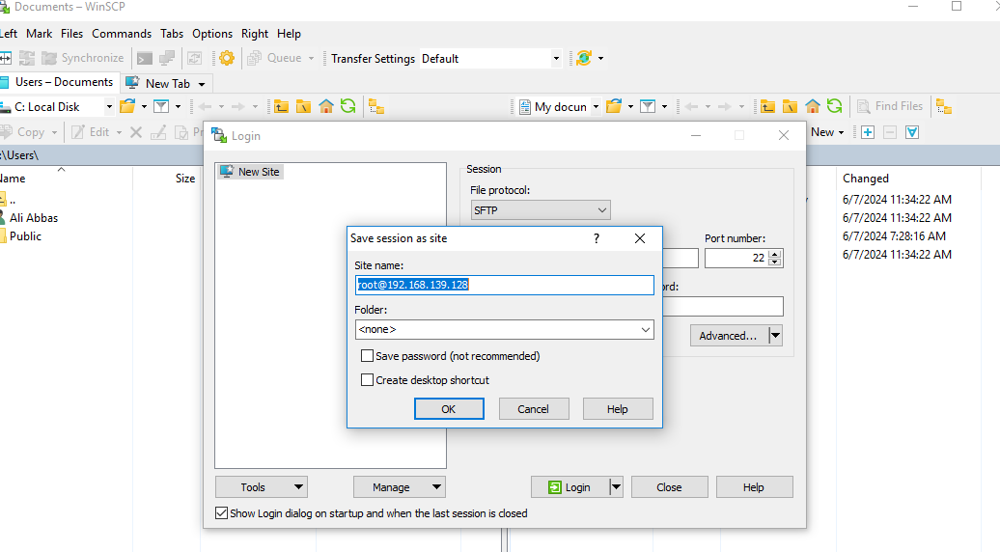 Documents – WinSCP
Left Mark Files Commands Tabs Options Right Help
Synchronize Queue Transfer Settings Default
Users – Documents New Tab
C: Local Disk My docun Find Files
Copy Edit New
:\Users\
Name Size Changed
..
Ali Abbas
Public
6/7/2024 11:34:22 AM
6/7/2024 11:34:22 AM
6/7/2024 7:28:16 AM
6/7/2024 11:34:22 AM
Login
New Site
Session
File protocol:
SFTP
Port number:
22
ord:
Advanced...
Save session as site ?
Site name:
root@192.168.139.128
Folder:
<none>
Save password (not recommended)
Create desktop shortcut
OK Cancel Help
Tools Manage Login Close Help
Show Login dialog on startup and when the last session is closed